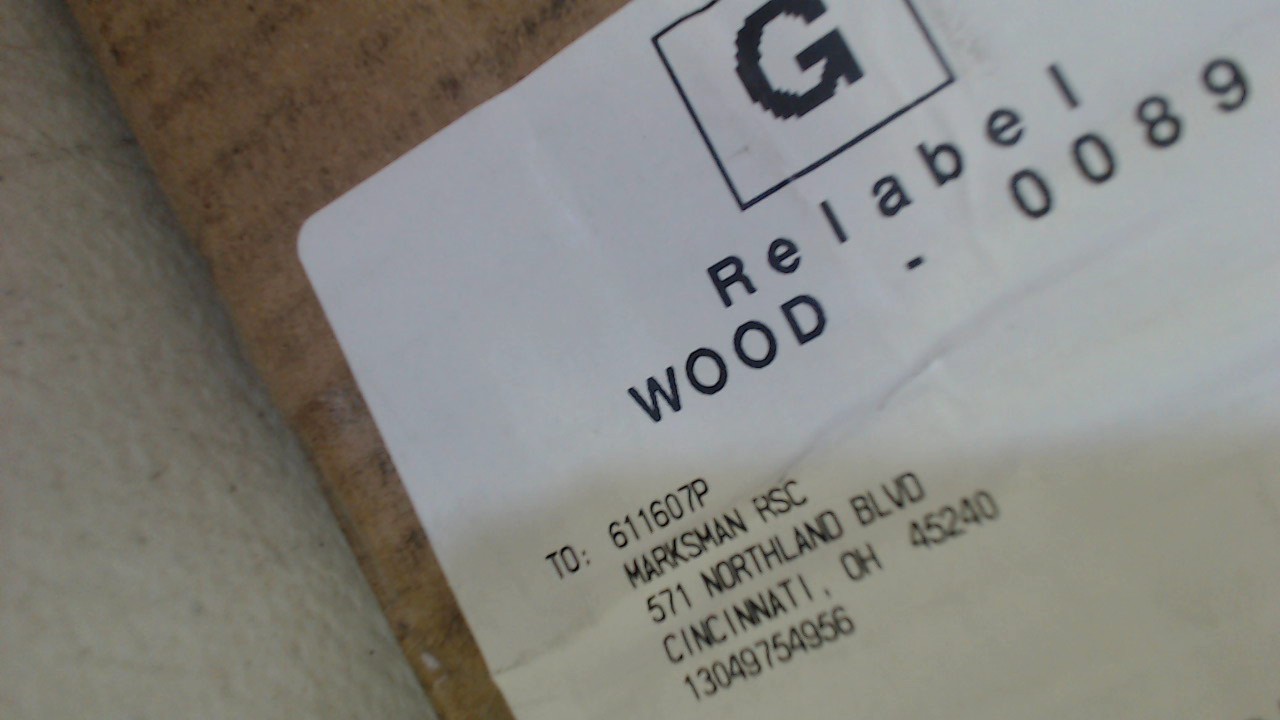 G
Relabel
WOOD - 0089
TO: 611607P
MARKSMAN RSC
571 NORTHLAND BLVD
CINCINNATI, OH 45240
13049754956